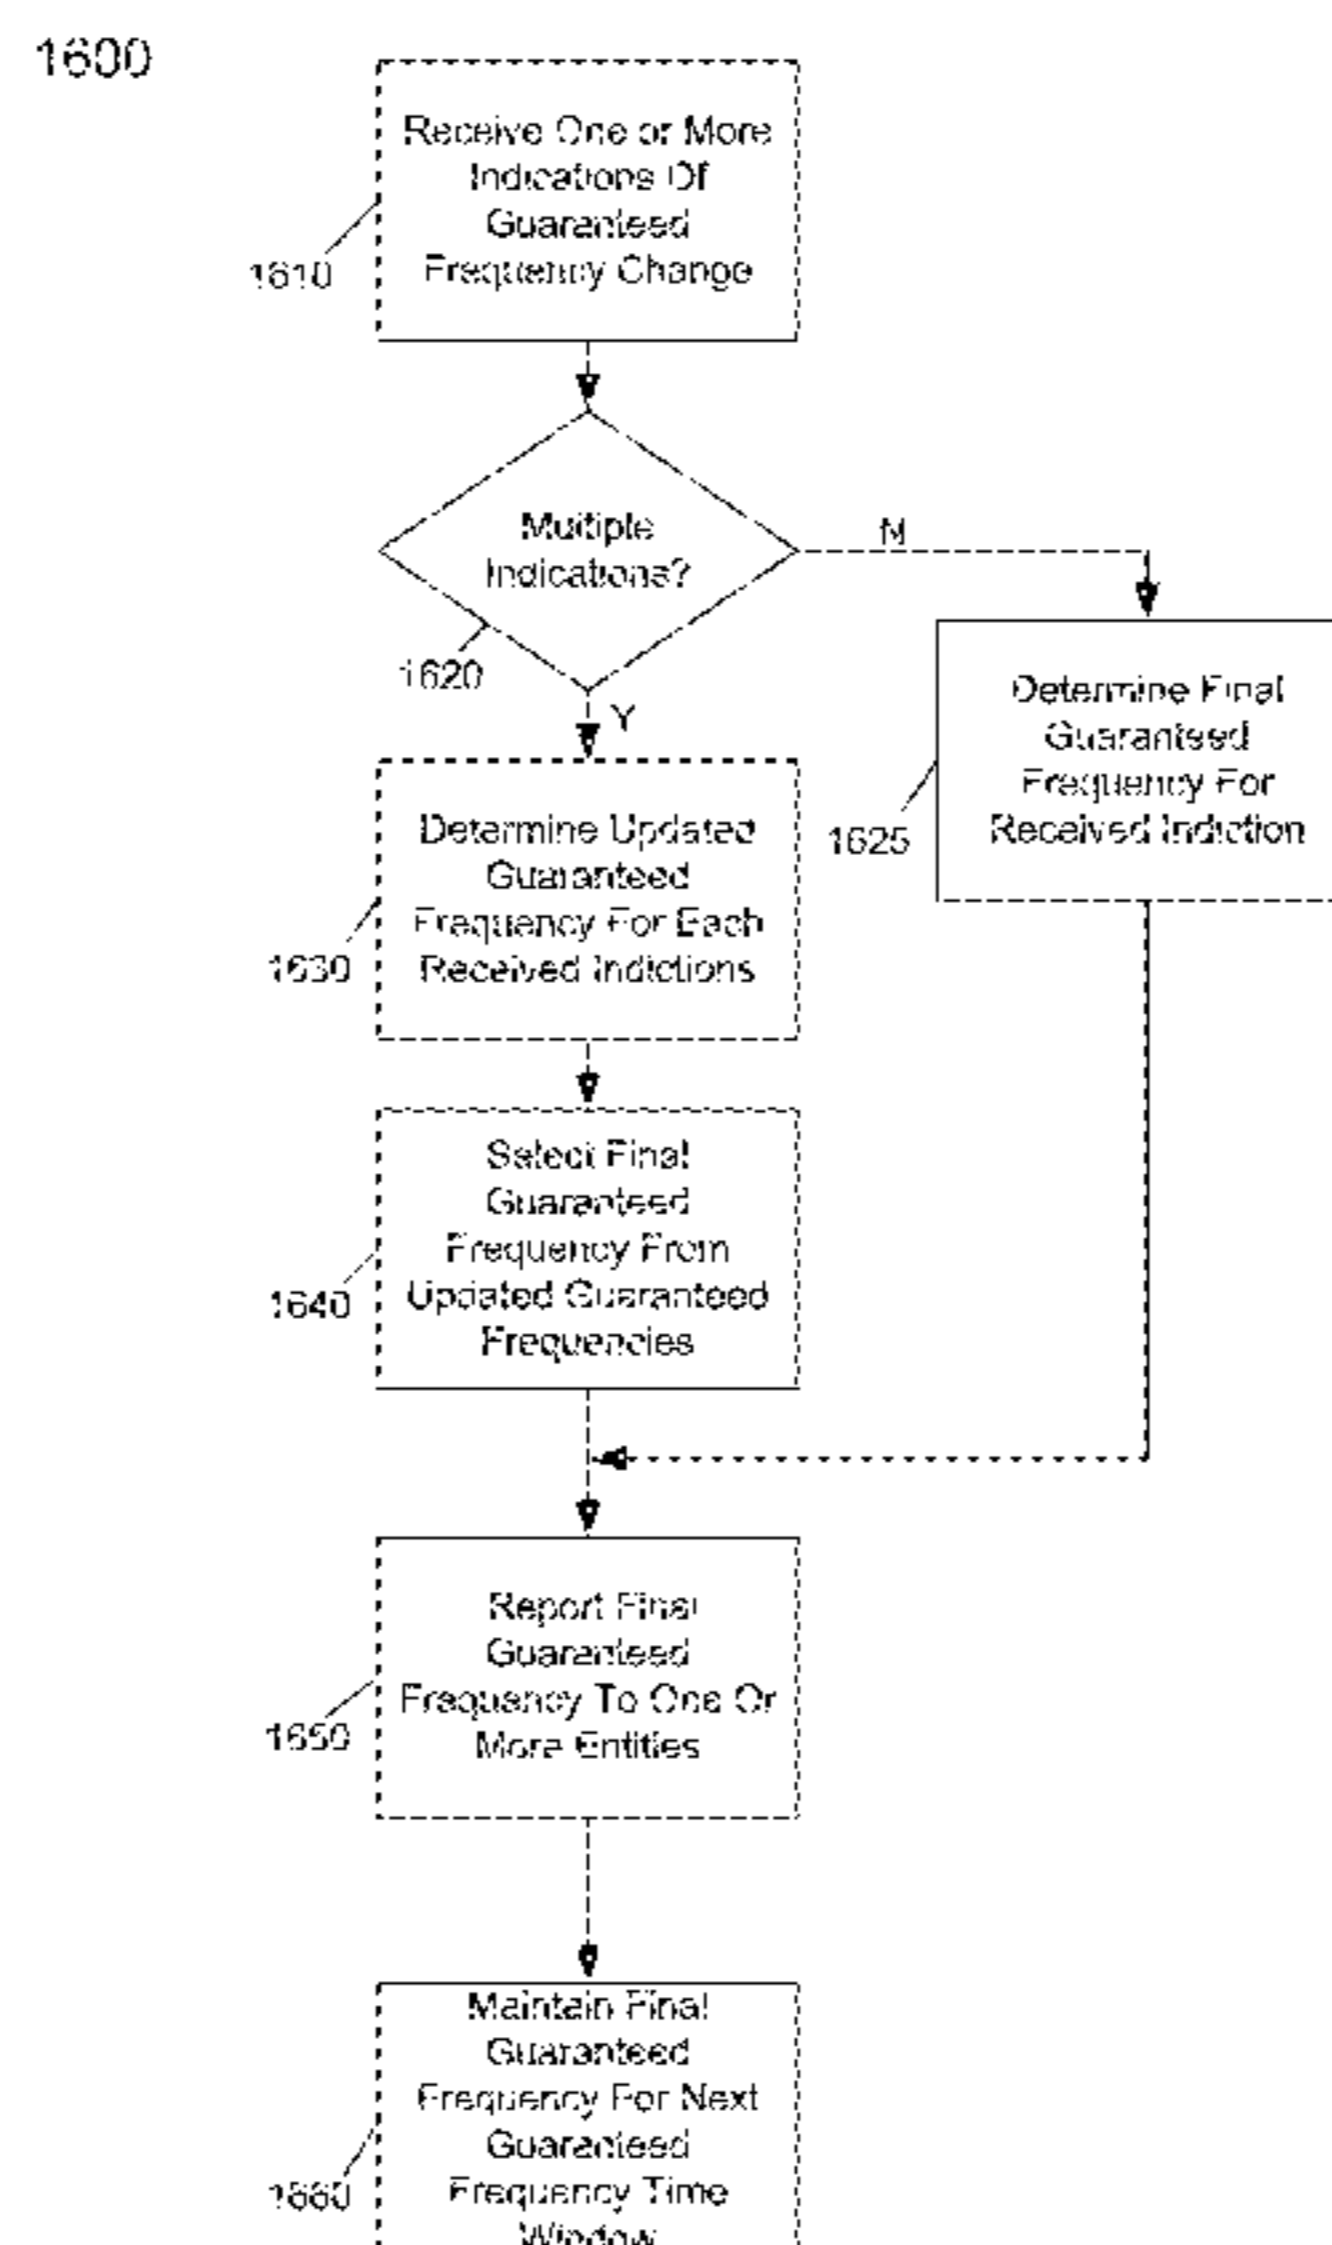 1600
Receive One or More
Indications Of
Guaranteed
Frequency Change
1610
Multiple
Indications?
N
1620
Y
Determine Final
Guaranteed
Frequency For
Received Indiction
1625
Determine Updated
Guaranteed
Frequency For Each
Received Indictions
1630
Select Final
Guaranteed
Frequency From
Updated Guaranteed
Frequencies
1640
Report Final
Guaranteed
Frequency To One Or
More Entities
1650
Maintain Final
Guaranteed
Frequency For Next
Guaranteed
Frequency Time
Window
1660